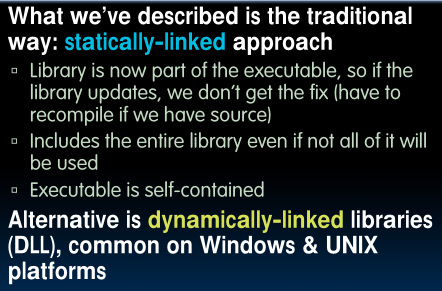 What we've described is the traditional
way: statically-linked approach
▫ Library is now part of the executable, so if the
library updates, we don't get the fix (have to
recompile if we have source)
▫ Includes the entire library even if not all of it will
be used
▫ Executable is self-contained
Alternative is dynamically-linked libraries
(DLL), common on Windows & UNIX
platforms